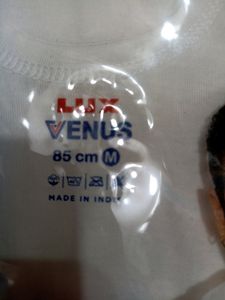 LUX
VENUS
85 cm M
MADE IN INDIA